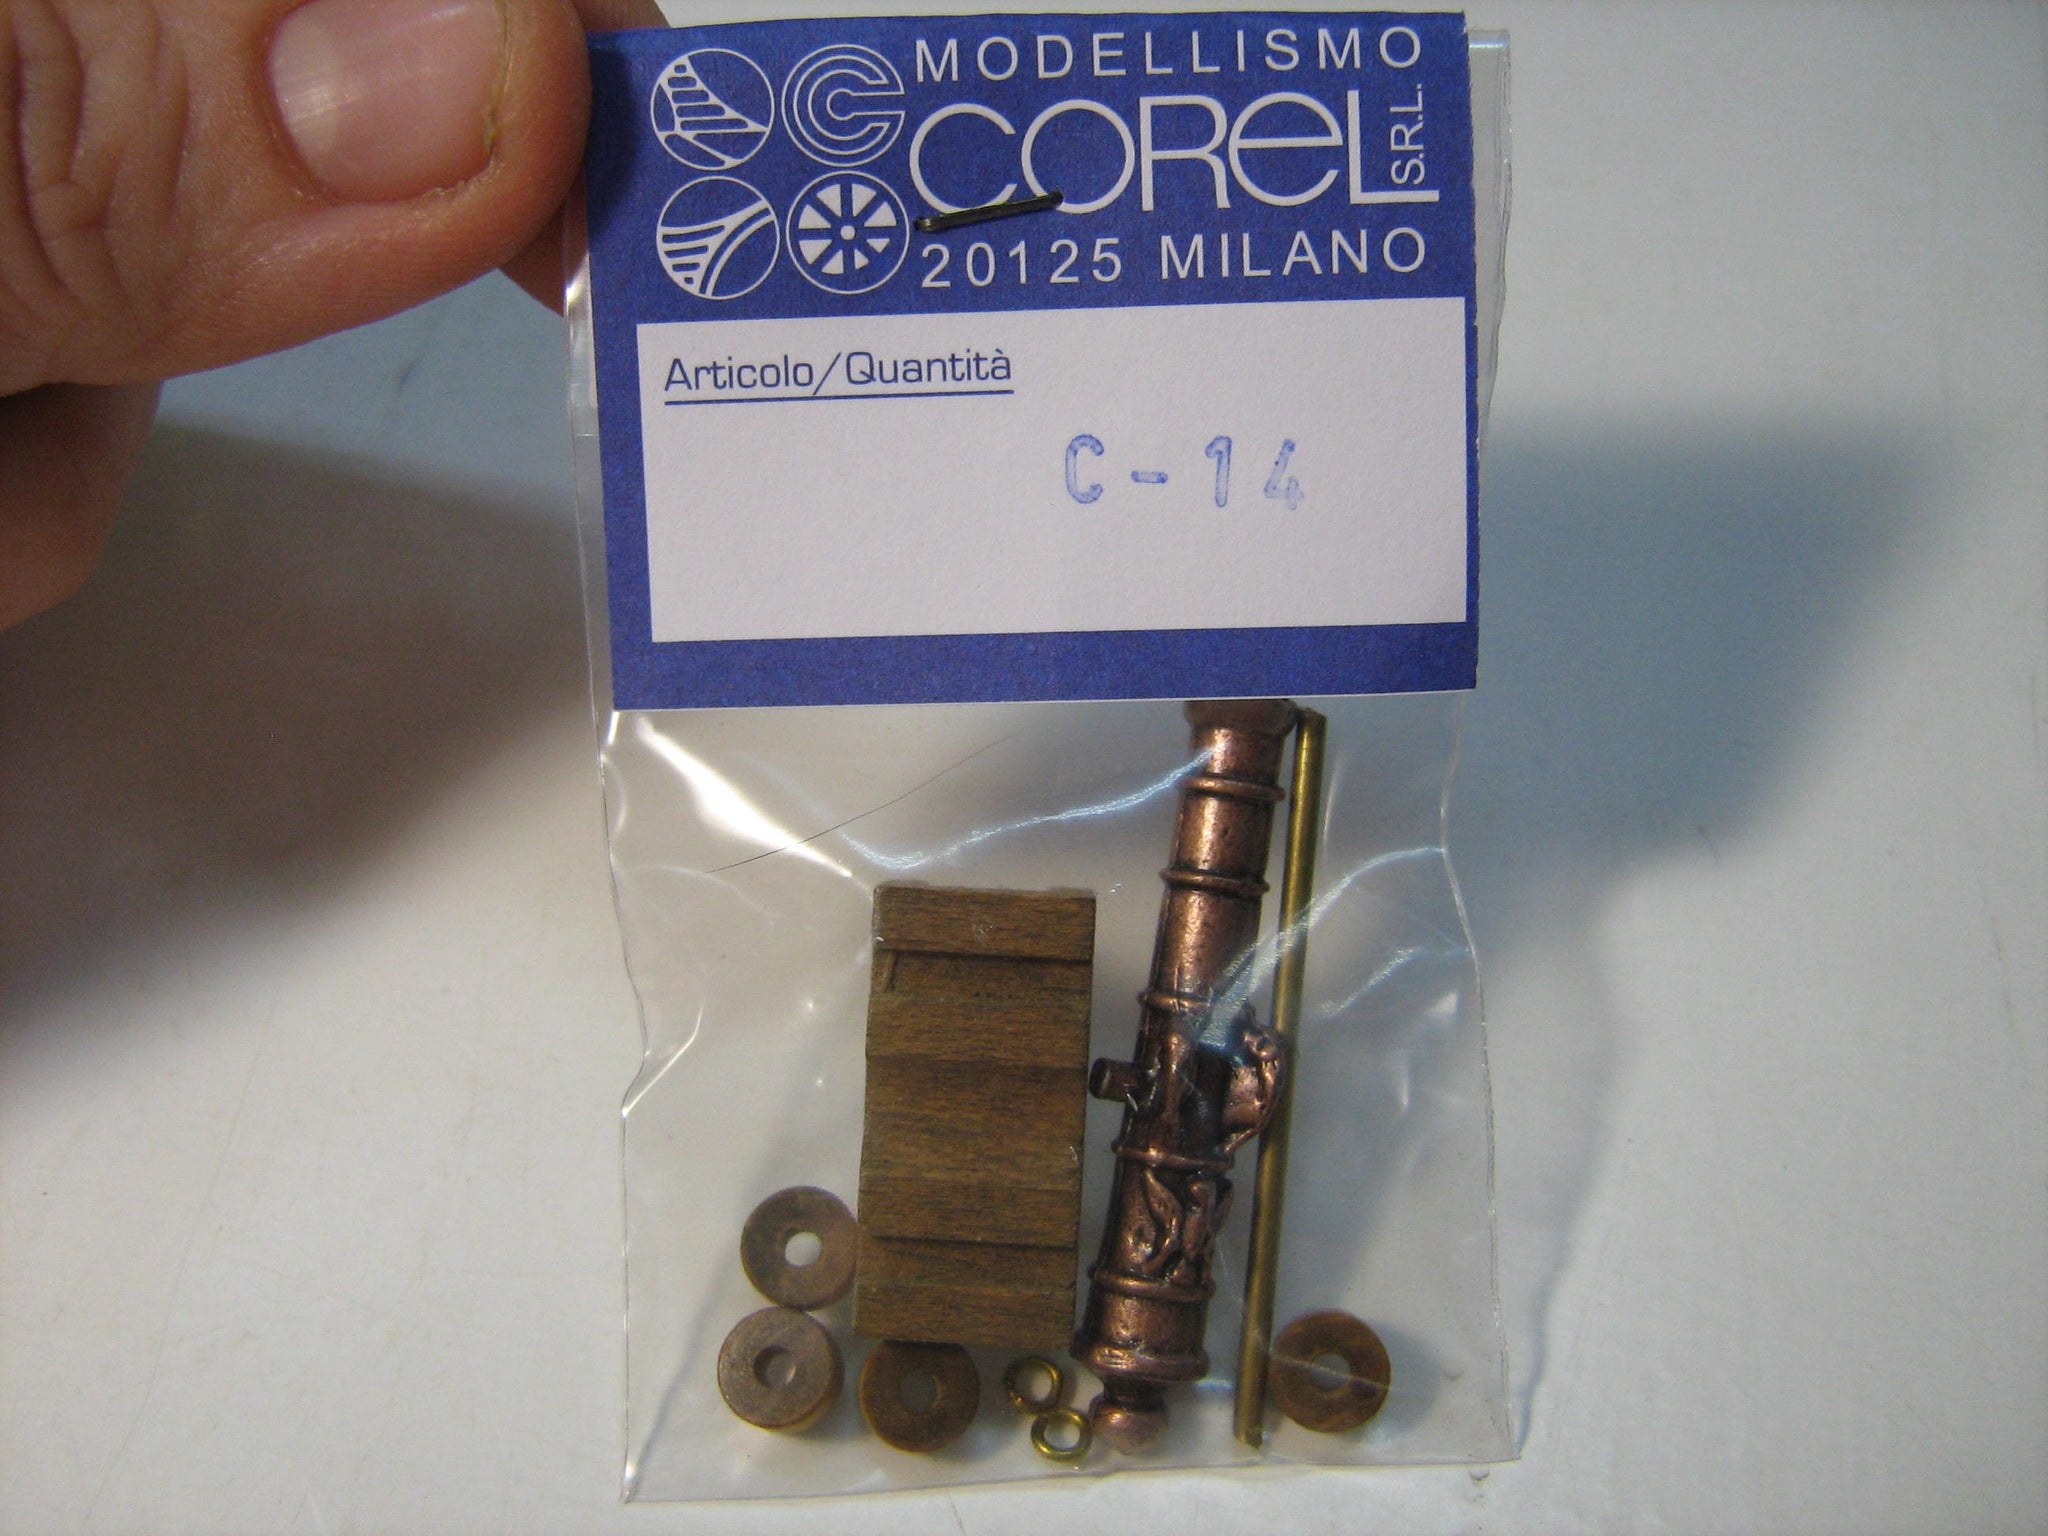 MODELLISMO
COREL S.R.L.
20125 MILANO
Articolo/Quantità
C-14